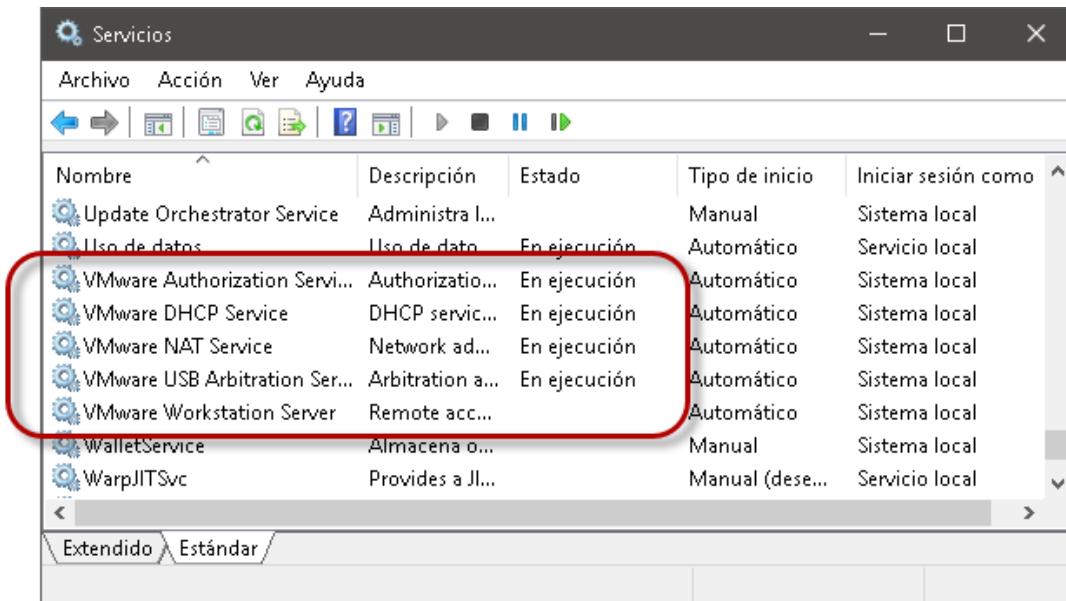 Servicios
Archivo Acción Ver Ayuda
Nombre Descripción Estado Tipo de inicio Iniciar sesión como
Update Orchestrator Service Administra l... Manual Sistema local
Uso de datos Uso de dato... En ejecución Automático Servicio local
VMware Authorization Servi... Authorizatio... En ejecución Automático Sistema local
VMware DHCP Service DHCP servic... En ejecución Automático Sistema local
VMware NAT Service Network ad... En ejecución Automático Sistema local
VMware USB Arbitration Ser... Arbitration a... En ejecución Automático Sistema local
VMware Workstation Server Remote acc... Automático Sistema local
WalletService Almacena o... Manual Sistema local
WarpJITSvc Provides a JI... Manual (dese... Servicio local
Extendido Estándar